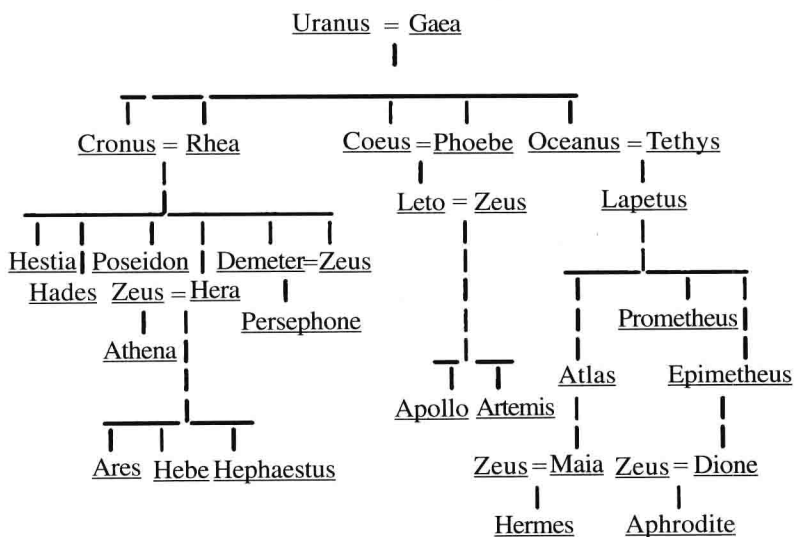 Uranus = Gaea
Cronus = Rhea Coeus = Phoebe Oceanus = Tethys
Leto = Zeus Lapetus
Hestia Poseidon Demeter=Zeus
Hades Zeus = Hera
Persephone Prometheus
Athena
Atlas Epimetheus
Apollo Artemis
Ares Hebe Hephaestus Zeus = Maia Zeus = Dione
Hermes Aphrodite